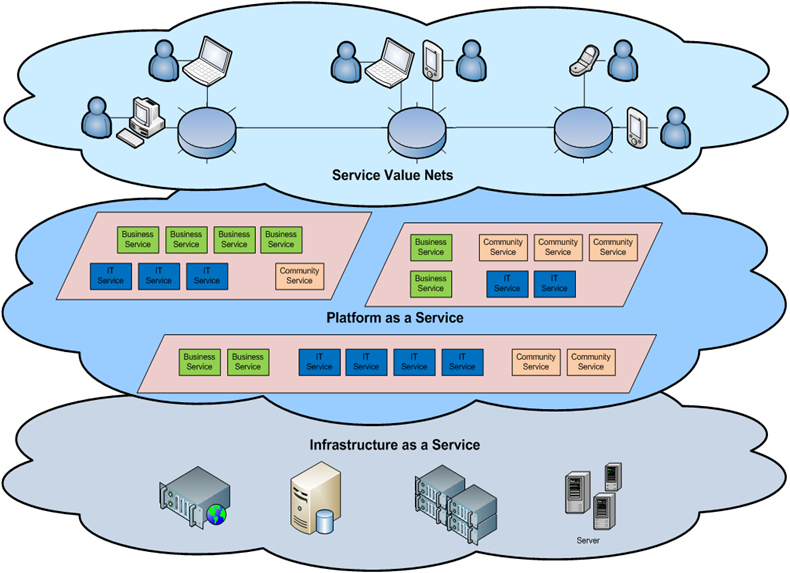 Service Value Nets
Business
Service
Business
Service
Business
Service
Business
Service
IT
Service
IT
Service
IT
Service
Community
Service
Business
Service
Community
Service
Community
Service
Community
Service
Business
Service
IT
Service
IT
Service
Platform as a Service
Business
Service
Business
Service
IT
Service
IT
Service
IT
Service
IT
Service
Community
Service
Community
Service
Infrastructure as a Service
Server